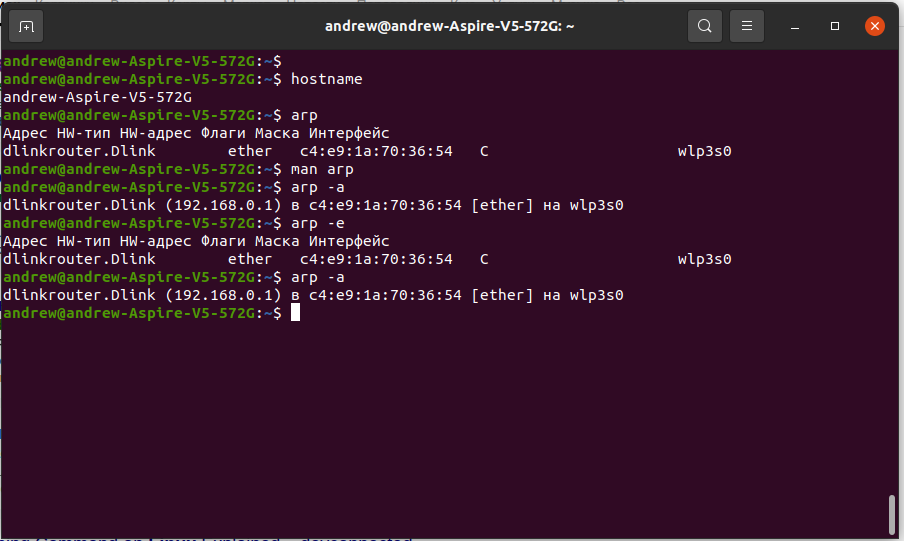 andrew@andrew-Aspire-V5-572G: ~
andrew@andrew-Aspire-V5-572G:~$
andrew@andrew-Aspire-V5-572G:~$ hostname
andrew-Aspire-V5-572G
andrew@andrew-Aspire-V5-572G:~$ arp
Адрес HW-тип HW-адрес Флаги Маска Интерфейс
dlinkrouter.Dlink ether c4:e9:1a:70:36:54 C wlp3s0
andrew@andrew-Aspire-V5-572G:~$ man arp
andrew@andrew-Aspire-V5-572G:~$ arp -a
dlinkrouter.Dlink (192.168.0.1) в c4:e9:1a:70:36:54 [ether] на wlp3s0
andrew@andrew-Aspire-V5-572G:~$ arp -e
Адрес HW-тип HW-адрес Флаги Маска Интерфейс
dlinkrouter.Dlink ether c4:e9:1a:70:36:54 C wlp3s0
andrew@andrew-Aspire-V5-572G:~$ arp -a
dlinkrouter.Dlink (192.168.0.1) в c4:e9:1a:70:36:54 [ether] на wlp3s0
andrew@andrew-Aspire-V5-572G:~$